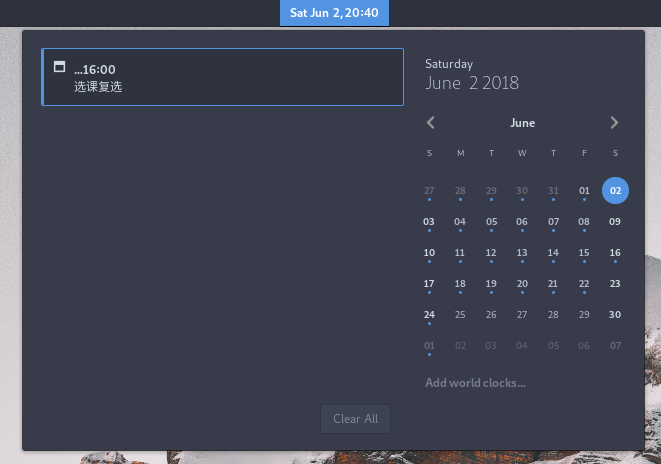 Sat Jun 2, 20:40
...16:00
选课复选
Saturday
June 2 2018
June
S M T W T F S
27 28 29 30 31 01 02
03 04 05 06 07 08 09
10 11 12 13 14 15 16
17 18 19 20 21 22 23
24 25 26 27 28 29 30
01 02 03 04 05 06 07
Add world clocks...
Clear All